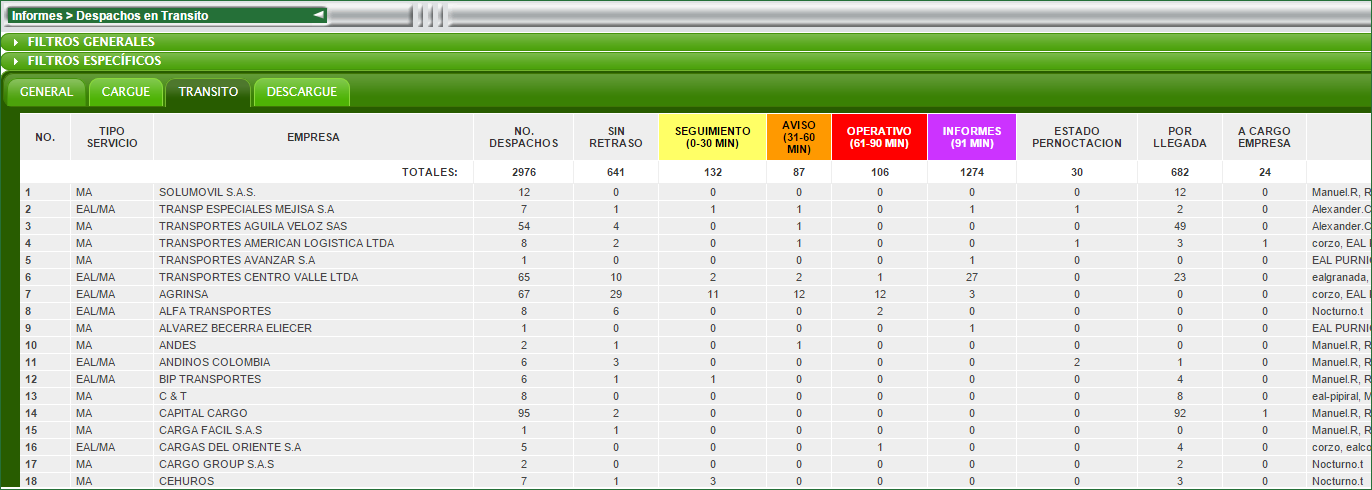 Informes > Despachos en Transito
FILTROS GENERALES
FILTROS ESPECÍFICOS
GENERAL CARGUE TRANSITO DESCARGUE
NO. TIPO SERVICIO EMPRESA NO. DESPACHOS SIN RETRASO SEGUIMIENTO (0-30 MIN) AVISO (31-60 MIN) OPERATIVO (61-90 MIN) INFORMES (91 MIN) ESTADO PERNOCTACION POR LLEGADA A CARGO EMPRESA
TOTALES: 2976 641 132 87 106 1274 30 682 24
1 MA SOLUMOVIL S.A.S. 12 0 0 0 0 0 0 12 0 Manuel.R, R
2 EAL/MA TRANSP ESPECIALES MEJISA S.A 7 1 1 1 0 1 1 2 0 Alexander.C
3 MA TRANSPORTES AGUILA VELOZ SAS 54 4 0 1 0 0 0 49 0 Alexander.C
4 MA TRANSPORTES AMERICAN LOGISTICA LTDA 8 2 0 1 0 0 1 3 1 corzo, EAL
5 MA TRANSPORTES AVANZAR S.A 1 0 0 0 0 1 0 0 0 EAL PURNI
6 EAL/MA TRANSPORTES CENTRO VALLE LTDA 65 10 2 2 1 27 0 23 0 ealgranada,
7 EAL/MA AGRINSA 67 29 11 12 12 3 0 0 0 corzo, EAL
8 EAL/MA ALFA TRANSPORTES 8 6 0 0 2 0 0 0 0 Nocturno.t
9 MA ALVAREZ BECERRA ELIECER 1 0 0 0 0 1 0 0 0 EAL PURNI
10 MA ANDES 2 1 0 1 0 0 0 0 0 Manuel.R, R
11 EAL/MA ANDINOS COLOMBIA 6 3 0 0 0 0 2 1 0 Manuel.R, R
12 EAL/MA BIP TRANSPORTES 6 1 1 0 0 0 0 4 0 Manuel.R, R
13 MA C & T 8 0 0 0 0 0 0 8 0 eal-pipiral, M
14 MA CAPITAL CARGO 95 2 0 0 0 0 0 92 1 Manuel.R, R
15 MA CARGA FACIL S.A.S 1 1 0 0 0 0 0 0 0 Manuel.R, R
16 EAL/MA CARGAS DEL ORIENTE S.A 5 0 0 0 1 0 0 4 0 corzo, ealco
17 MA CARGO GROUP S.A.S 2 0 0 0 0 0 0 2 0 Nocturno.t
18 MA CEHUROS 7 1 3 0 0 0 0 3 0 Nocturno.t